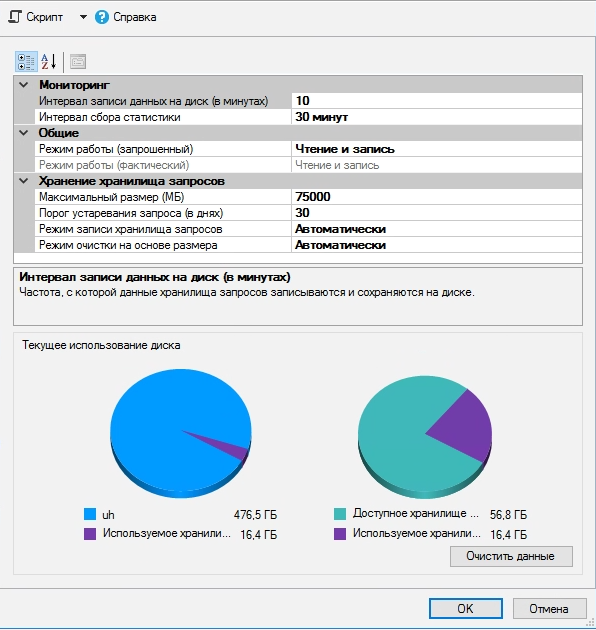 Скрипт Справка
Мониторинг
Интервал записи данных на диск (в минутах) 10
Интервал сбора статистики 30 минут
Общие
Режим работы (запрошенный) Чтение и запись
Режим работы (фактический) Чтение и запись
Хранение хранилища запросов
Максимальный размер (МБ) 75000
Порог устаревания запроса (в днях) 30
Режим записи хранилища запросов Автоматически
Режим очистки на основе размера Автоматически
Интервал записи данных на диск (в минутах)
Частота, с которой данные хранилища запросов записываются и сохраняются на диске.
Текущее использование диска
uh 476,5 ГБ
Используемое хранили... 16,4 ГБ
Доступное хранилище ... 56,8 ГБ
Используемое хранили... 16,4 ГБ
Очистить данные
OK Отмена